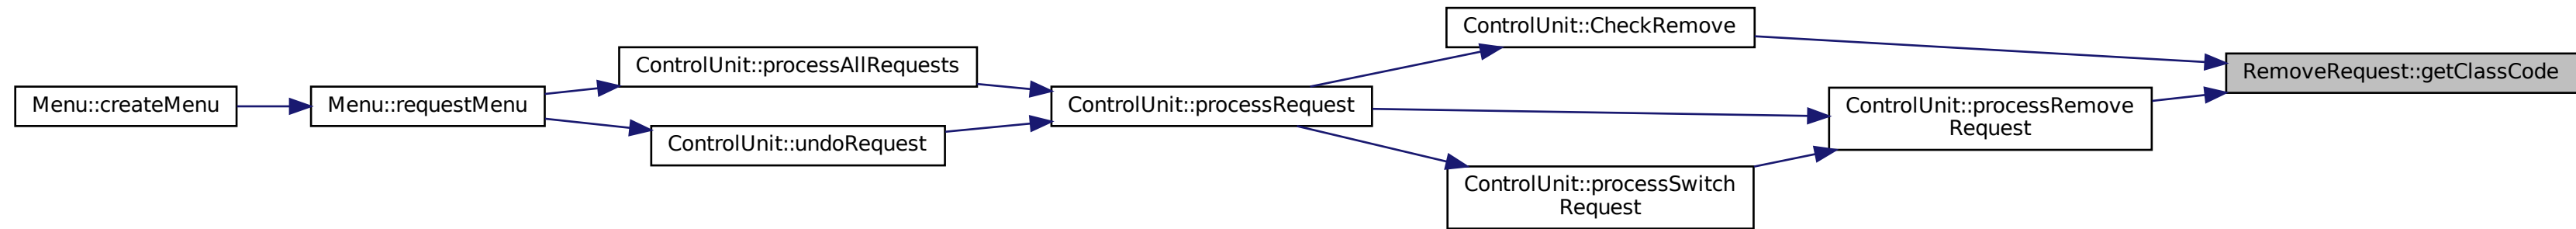 Menu::createMenu
Menu::requestMenu
ControlUnit::processAllRequests
ControlUnit::undoRequest
ControlUnit::processRequest
ControlUnit::CheckRemove
ControlUnit::processSwitch
Request
ControlUnit::processRemove
Request
RemoveRequest::getClassCode